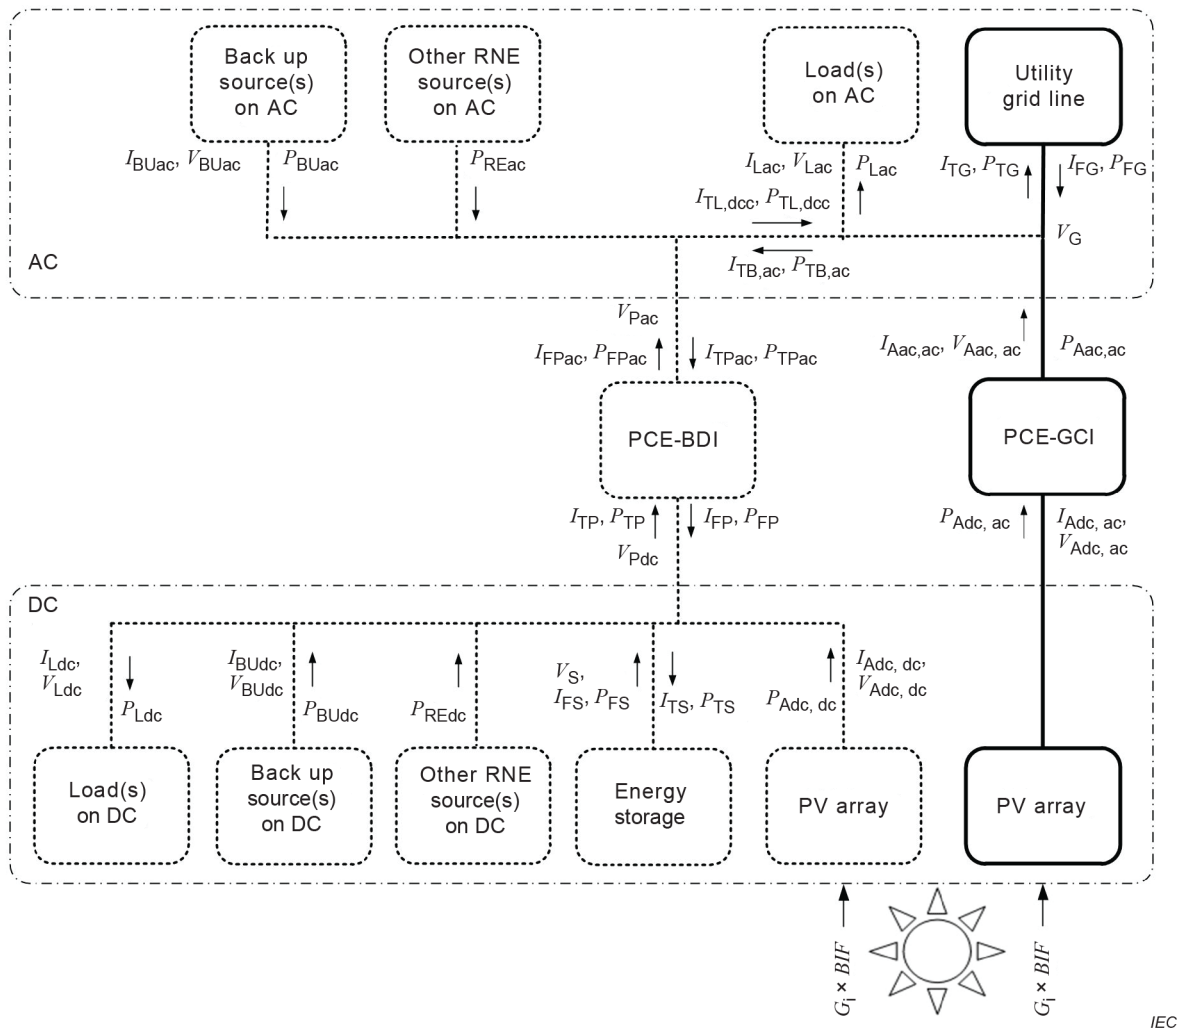 Back up
source(s)
on AC
Other RNE
source(s)
on AC
Load(s)
on AC
Utility
grid line
I_BUac, V_BUac
P_BUac
P_REac
I_Lac, V_Lac
P_Lac
I_TG, P_TG
I_FG, P_FG
I_TL,dcc, P_TL,dcc
V_G
I_TB,ac, P_TB,ac
AC
V_Pac
I_FPac, P_FPac
I_TPac, P_TPac
I_Aac,ac, V_Aac, ac
P_Aac,ac
PCE-BDI
PCE-GCI
I_TP, P_TP
I_FP, P_FP
V_Pdc
P_Adc, ac
I_Adc, ac,
V_Adc, ac
DC
I_Ldc,
V_Ldc
P_Ldc
I_BUdc,
V_BUdc
P_BUdc
P_REdc
V_S,
I_FS, P_FS
I_TS, P_TS
P_Adc, dc
I_Adc, dc,
V_Adc, dc
Load(s)
on DC
Back up
source(s)
on DC
Other RNE
source(s)
on DC
Energy
storage
PV array
PV array
G_i × BIF
G_i × BIF
IEC